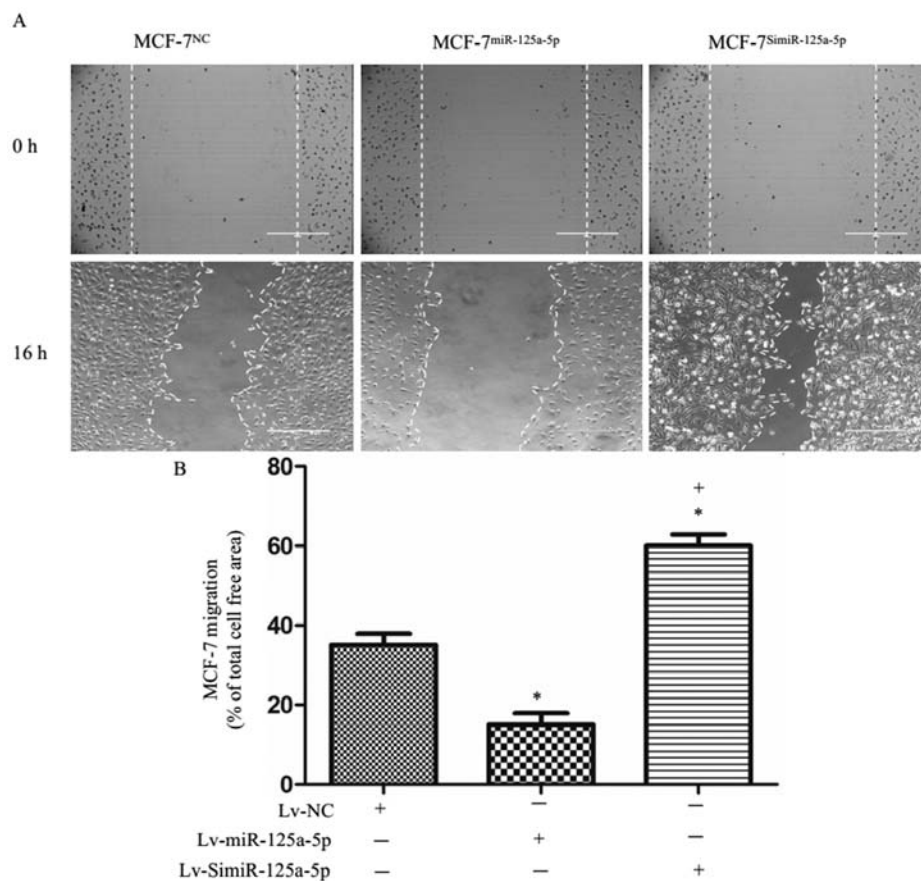 A
MCF-7NC MCF-7miR-125a-5p MCF-7SimiR-125a-5p
0 h
16 h
B
80
60
40
20
0
MCF-7 migration
(% of total cell free area)
*
+
*
Lv-NC + – –
Lv-miR-125a-5p – + –
Lv-SimiR-125a-5p – – +